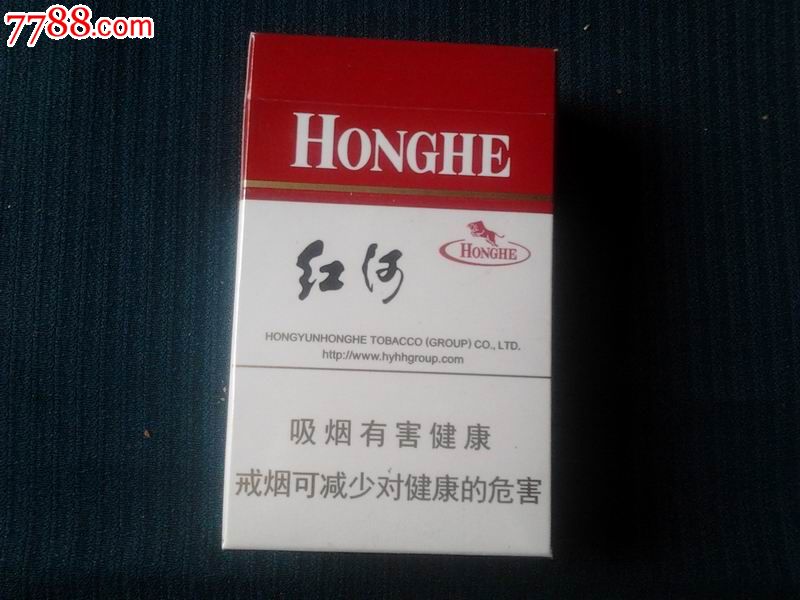 7788.com
HONGHE
HONGHE
红河
HONGYUNHONGHE TOBACCO (GROUP) CO., LTD.
http://www.hyhhgroup.com
吸烟有害健康
戒烟可减少对健康的危害